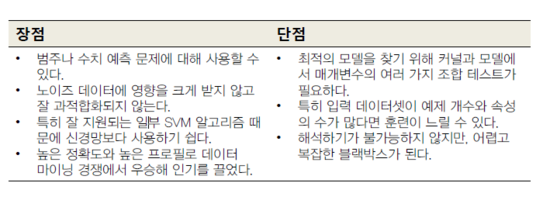 장점
• 범주나 수치 예측 문제에 대해 사용할 수
있다.
• 노이즈 데이터에 영향을 크게 받지 않고
잘 과적합화되지 않는다.
• 특히 잘 지원되는 일부 SVM 알고리즘 때
문에 신경망보다 사용하기 쉽다.
• 높은 정확도와 높은 프로필로 데이터
마이닝 경쟁에서 우승해 인기를 끌었다.
단점
• 최적의 모델을 찾기 위해 커널과 모델에
서 매개변수의 여러 가지 조합 테스트가
필요하다.
• 특히 입력 데이터셋이 예제 개수와 속성
의 수가 많다면 훈련이 느릴 수 있다.
• 해석하기가 불가능하지 않지만, 어렵고
복잡한 블랙박스가 된다.